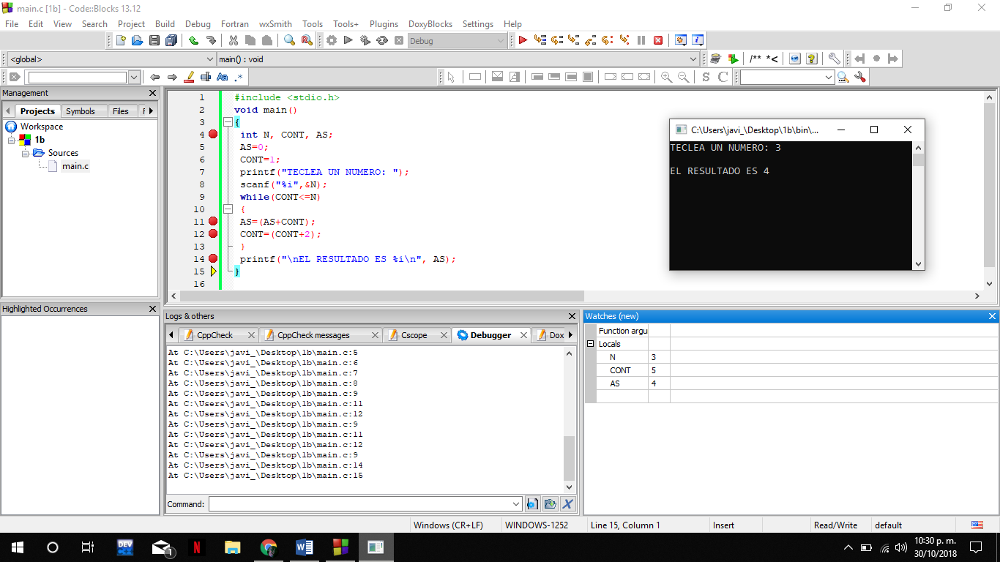 main.c [1b] - Code::Blocks 13.12
File Edit View Search Project Build Debug Fortran wxSmith Tools Tools+ Plugins DoxyBlocks Settings Help
Debug
<global> main() : void
/** *<
Aa .*
S C
Management
Projects Symbols Files F
Workspace
1b
Sources
main.c
1 #include <stdio.h>
2 void main()
3 {
4 int N, CONT, AS;
5 AS=0;
6 CONT=1;
7 printf("TECLEA UN NUMERO: ");
8 scanf("%i",&N);
9 while(CONT<=N)
10 {
11 AS=(AS+CONT);
12 CONT=(CONT+2);
13 }
14 printf("\nEL RESULTADO ES %i\n", AS);
15 }
16
C:\Users\javi_\Desktop\1b\bin\...
TECLEA UN NUMERO: 3
EL RESULTADO ES 4
Highlighted Occurrences
Logs & others
CppCheck CppCheck messages Cscope Debugger Dox
At C:\Users\javi_\Desktop\1b\main.c:5
At C:\Users\javi_\Desktop\1b\main.c:6
At C:\Users\javi_\Desktop\1b\main.c:7
At C:\Users\javi_\Desktop\1b\main.c:8
At C:\Users\javi_\Desktop\1b\main.c:9
At C:\Users\javi_\Desktop\1b\main.c:11
At C:\Users\javi_\Desktop\1b\main.c:12
At C:\Users\javi_\Desktop\1b\main.c:9
At C:\Users\javi_\Desktop\1b\main.c:11
At C:\Users\javi_\Desktop\1b\main.c:12
At C:\Users\javi_\Desktop\1b\main.c:9
At C:\Users\javi_\Desktop\1b\main.c:14
At C:\Users\javi_\Desktop\1b\main.c:15
Command:
Watches (new)
Function argu
Locals
N 3
CONT 5
AS 4
Windows (CR+LF) WINDOWS-1252 Line 15, Column 1 Insert Read/Write default
DEV
1
N
W
10:30 p. m.
30/10/2018